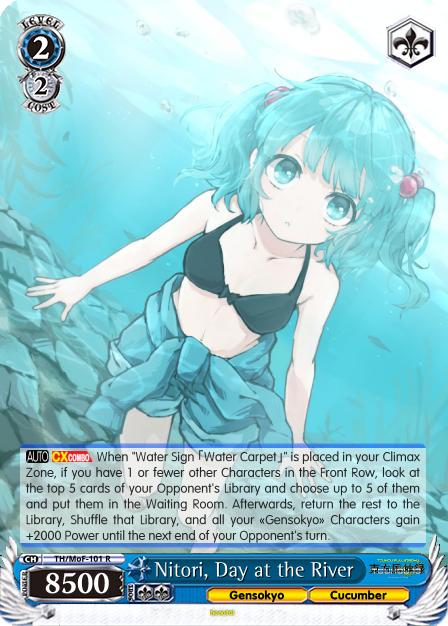 LEVEL
2
2
COST
AUTO CXCOMBO When "Water Sign「Water Carpet」" is placed in your Climax
Zone, if you have 1 or fewer other Characters in the Front Row, look at
the top 5 cards of your Opponent's Library and choose up to 5 of them
and put them in the Waiting Room. Afterwards, return the rest to the
Library, Shuffle that Library, and all your «Gensokyo» Characters gain
+2000 Power until the next end of your Opponent's turn.
CH TH/MoF-101 R
POWER 8500 SOUL Nitori, Day at the River
Gensokyo Cucumber